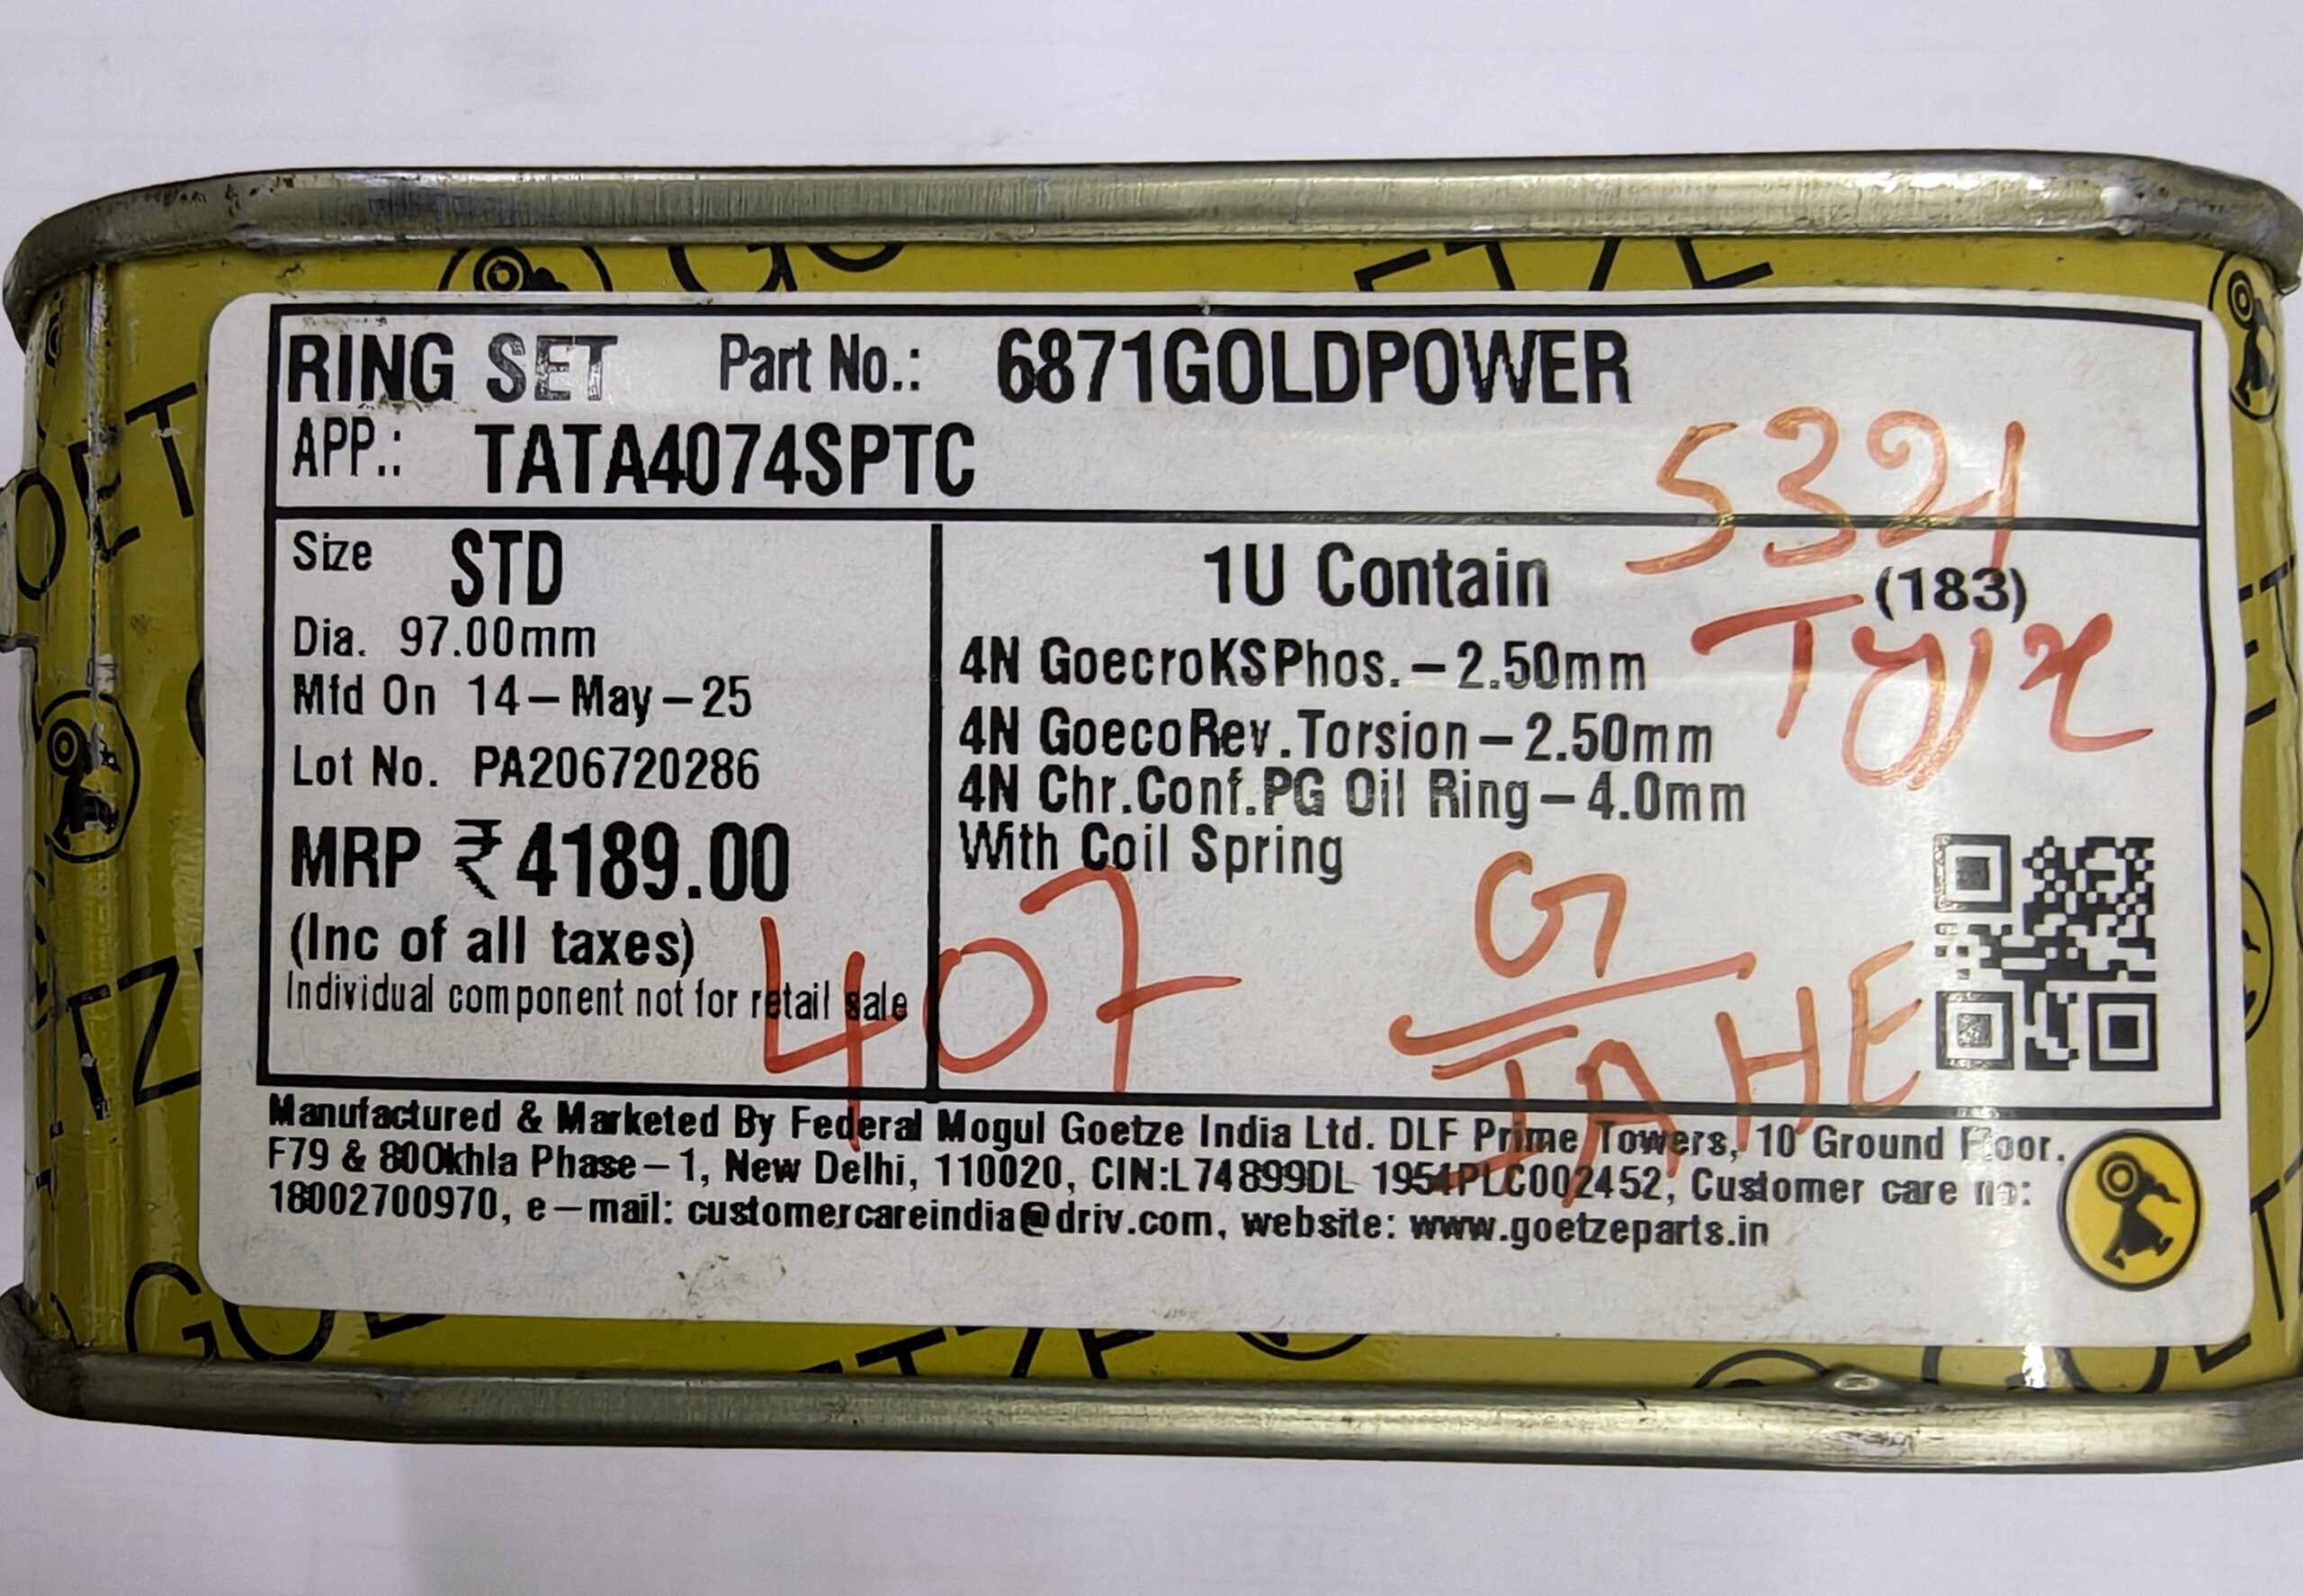 RING SET Part No.: 6871GOLDPOWER
APP.: TATA4074SPTC
5321
Size STD
Dia. 97.00mm
Mfd On 14-May-25
Lot No. PA206720286
MRP ₹4189.00
(Inc of all taxes)
Individual component not for retail sale
1U Contain (183)
4N GoecroKSPhos.-2.50mm
4N GoecoRev.Torsion-2.50mm
4N Chr.Conf.PG Oil Ring-4.0mm
With Coil Spring
407
G
Manufactured & Marketed By Federal Mogul Goetze India Ltd. DLF Prime Towers, 10 Ground Floor.
F79 & 80Okhla Phase-1, New Delhi, 110020, CIN:L74899DL 1954PLC002452, Customer care no:
18002700970, e-mail: customercareindia@driv.com, website: www.goetzeparts.in